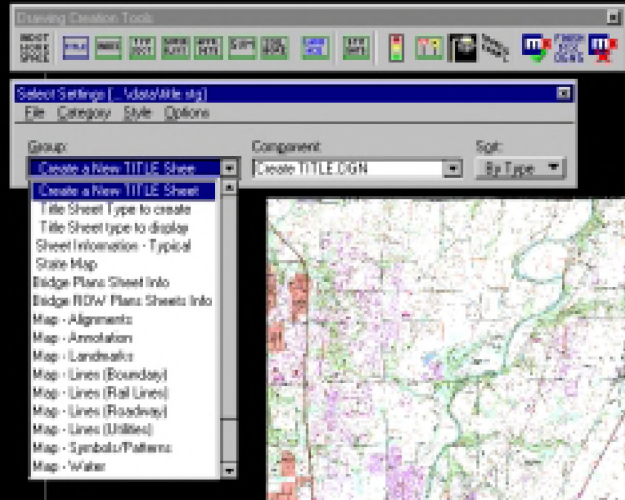 Drawing Creation Tools
INDEX
Select Settings [...\data\title.stg]
File Category Style Options
Group: Component: Sort:
Create a New TITLE Shee Create TITLE.DGN By Type
Create a New TITLE Sheet
Title Sheet Type to create
Title Sheet type to display
Sheet Information - Typical
State Map
Bridge Plans Sheet Info
Bridge ROW Plans Sheets Info
Map - Alignments
Map - Annotation
Map - Landmarks
Map - Lines (Boundary)
Map - Lines (Rail Lines)
Map - Lines (Roadway)
Map - Lines (Utilities)
Map - Symbols/Patterns
Map - Water